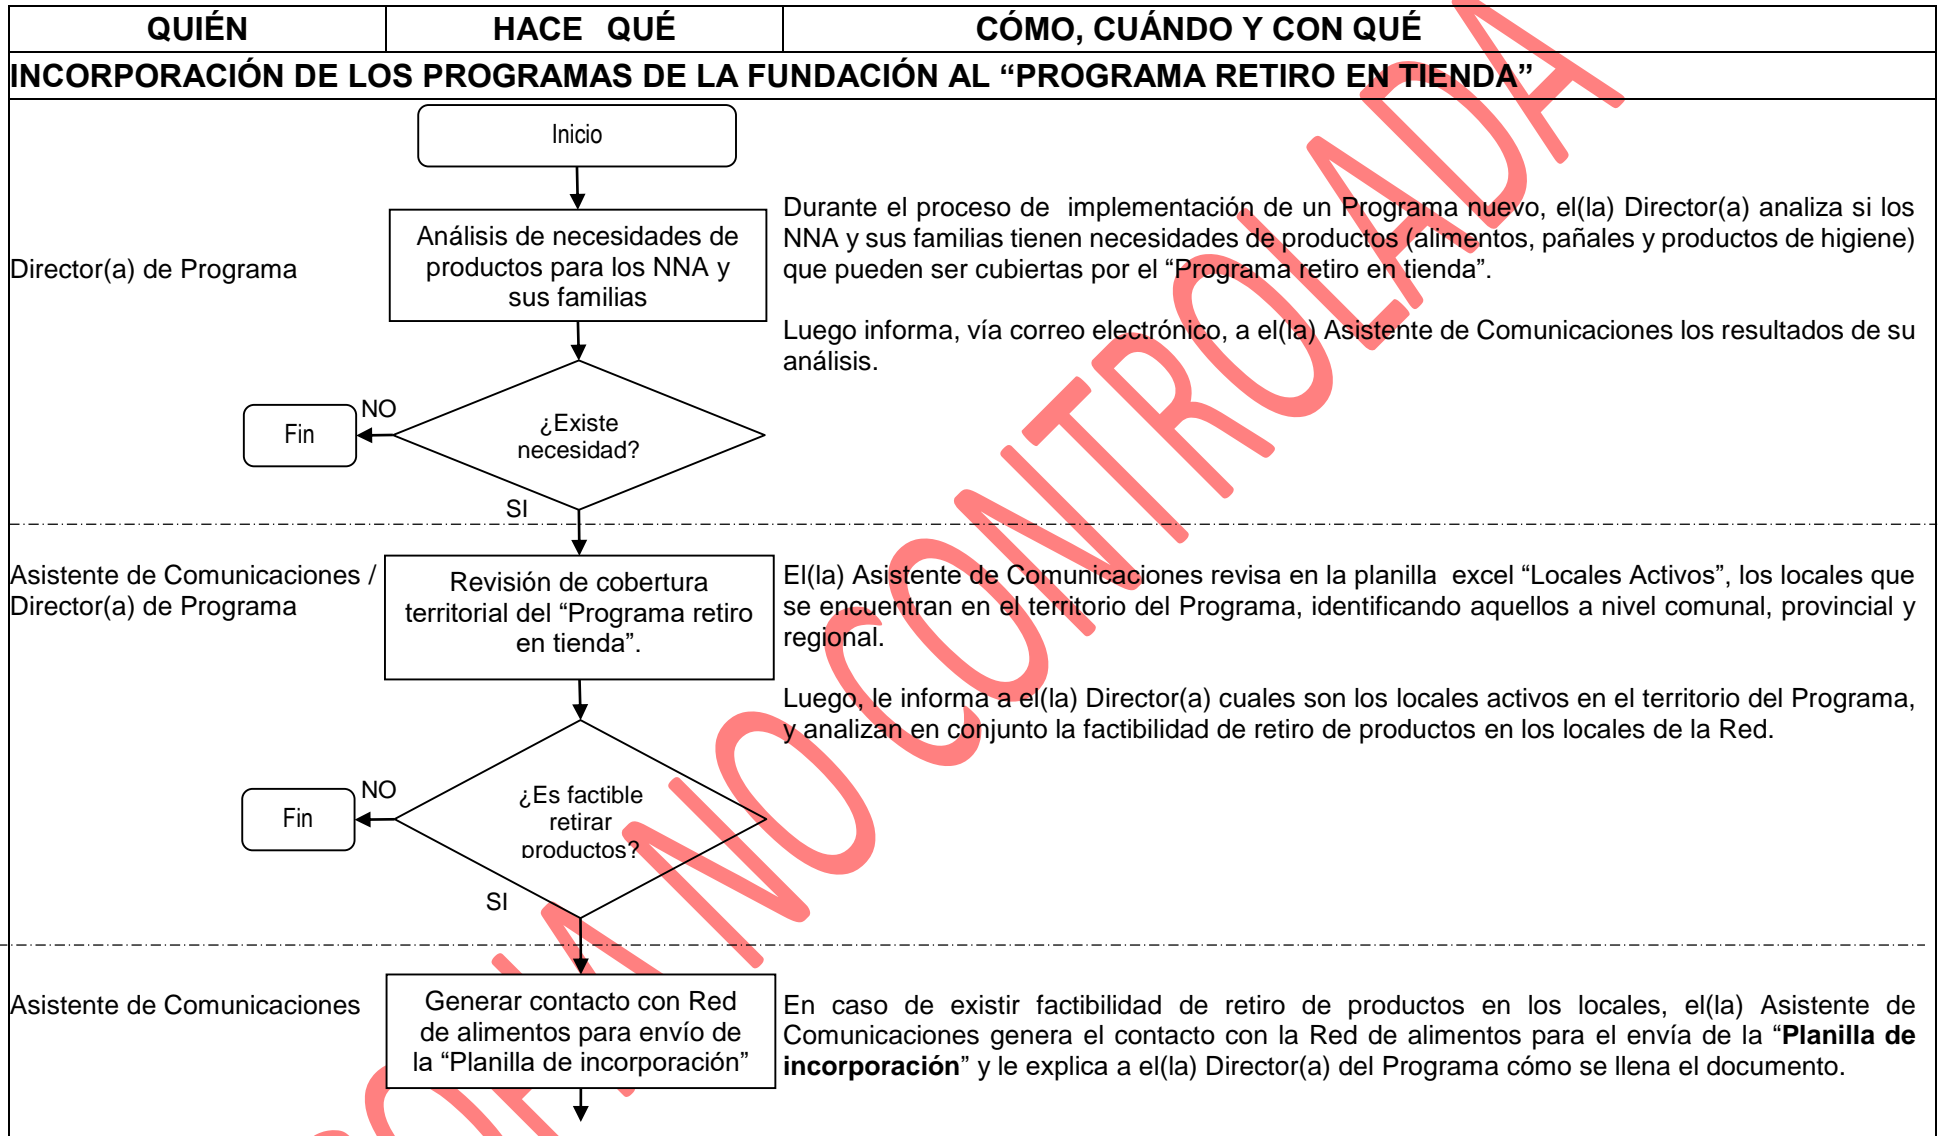 QUIÉN HACE QUÉ CÓMO, CUÁNDO Y CON QUÉ
INCORPORACIÓN DE LOS PROGRAMAS DE LA FUNDACIÓN AL “PROGRAMA RETIRO EN TIENDA”
Inicio
Director(a) de Programa
Análisis de necesidades de
productos para los NNA y
sus familias
Durante el proceso de implementación de un Programa nuevo, el(la) Director(a) analiza si los
NNA y sus familias tienen necesidades de productos (alimentos, pañales y productos de higiene)
que pueden ser cubiertas por el “Programa retiro en tienda”.
Luego informa, vía correo electrónico, a el(la) Asistente de Comunicaciones los resultados de su
análisis.
¿Existe
necesidad?
NO
Fin
SI
Asistente de Comunicaciones /
Director(a) de Programa
Revisión de cobertura
territorial del “Programa retiro
en tienda”.
El(la) Asistente de Comunicaciones revisa en la planilla excel “Locales Activos”, los locales que
se encuentran en el territorio del Programa, identificando aquellos a nivel comunal, provincial y
regional.
Luego, le informa a el(la) Director(a) cuales son los locales activos en el territorio del Programa,
y analizan en conjunto la factibilidad de retiro de productos en los locales de la Red.
¿Es factible
retirar
productos?
NO
Fin
SI
Asistente de Comunicaciones
Generar contacto con Red
de alimentos para envío de
la “Planilla de incorporación”
En caso de existir factibilidad de retiro de productos en los locales, el(la) Asistente de
Comunicaciones genera el contacto con la Red de alimentos para el envía de la “Planilla de
incorporación” y le explica a el(la) Director(a) del Programa cómo se llena el documento.
COPIA NO CONTROLADA